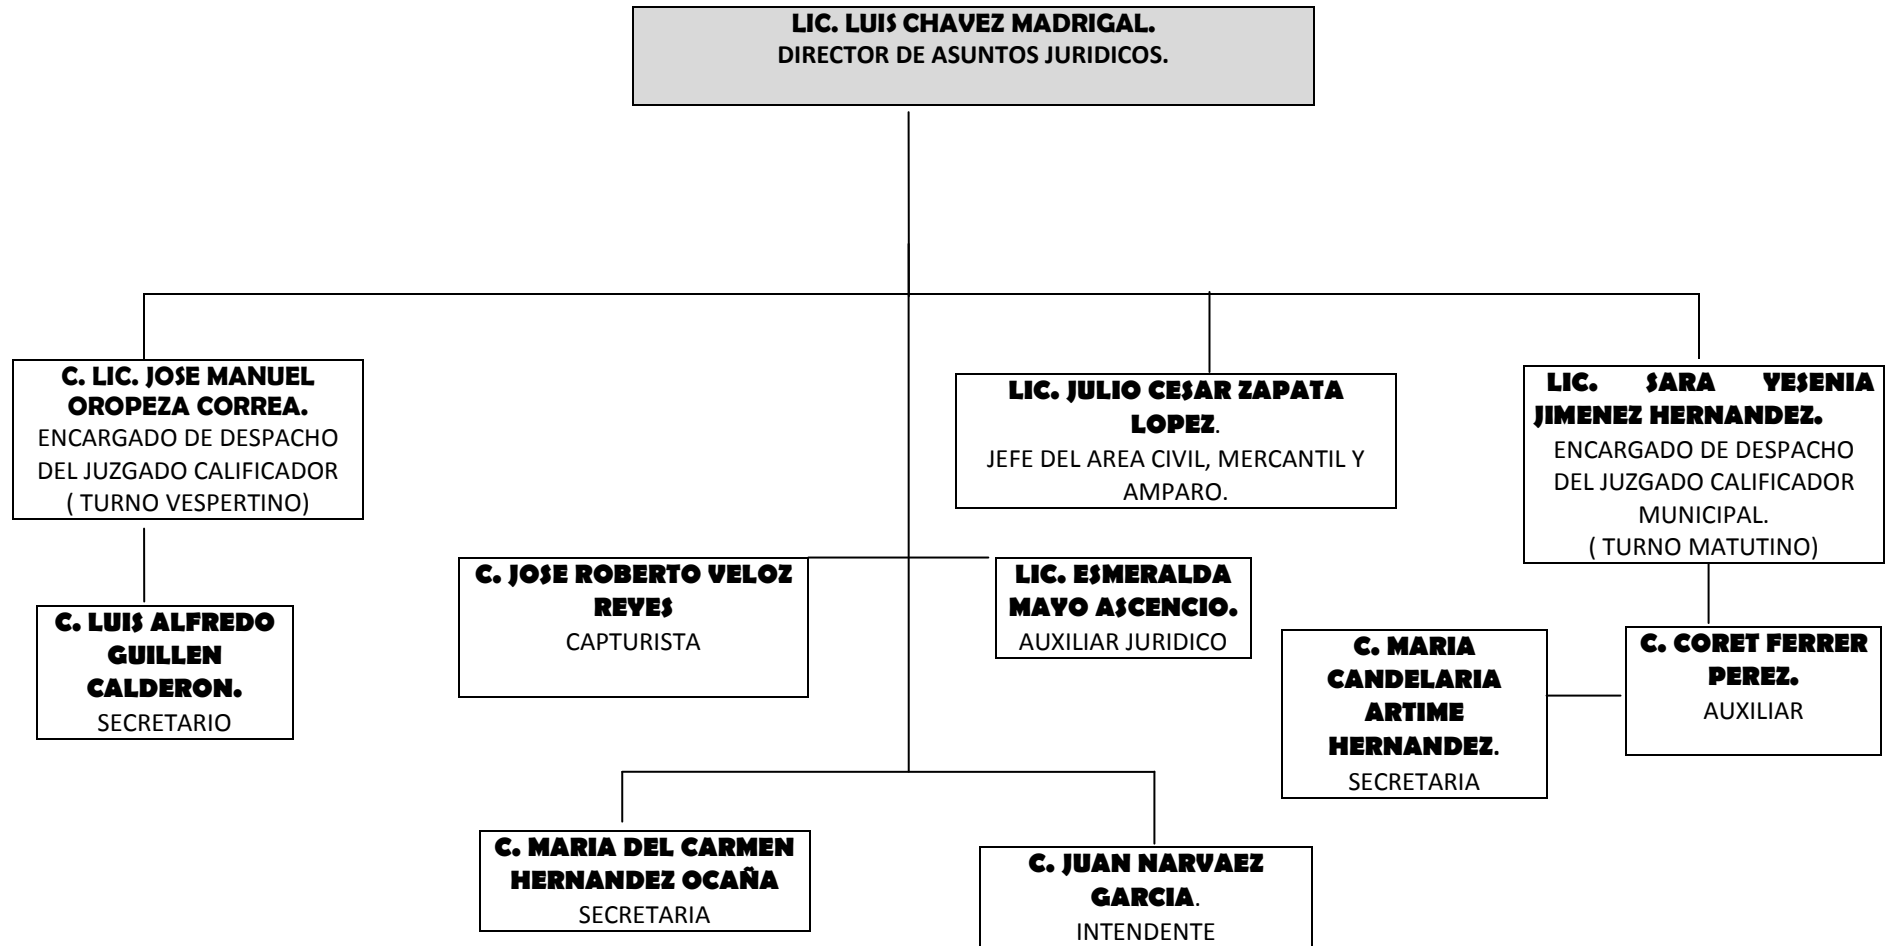 LIC. LUIS CHAVEZ MADRIGAL.
DIRECTOR DE ASUNTOS JURIDICOS.
C. LIC. JOSE MANUEL
OROPEZA CORREA.
ENCARGADO DE DESPACHO
DEL JUZGADO CALIFICADOR
( TURNO VESPERTINO)
LIC. JULIO CESAR ZAPATA
LOPEZ.
JEFE DEL AREA CIVIL, MERCANTIL Y
AMPARO.
LIC. SARA YESENIA
JIMENEZ HERNANDEZ.
ENCARGADO DE DESPACHO
DEL JUZGADO CALIFICADOR
MUNICIPAL.
( TURNO MATUTINO)
C. LUIS ALFREDO
GUILLEN
CALDERON.
SECRETARIO
C. JOSE ROBERTO VELOZ
REYES
CAPTURISTA
LIC. ESMERALDA
MAYO ASCENCIO.
AUXILIAR JURIDICO
C. MARIA
CANDELARIA
ARTIME
HERNANDEZ.
SECRETARIA
C. CORET FERRER
PEREZ.
AUXILIAR
C. MARIA DEL CARMEN
HERNANDEZ OCAÑA
SECRETARIA
C. JUAN NARVAEZ
GARCIA.
INTENDENTE